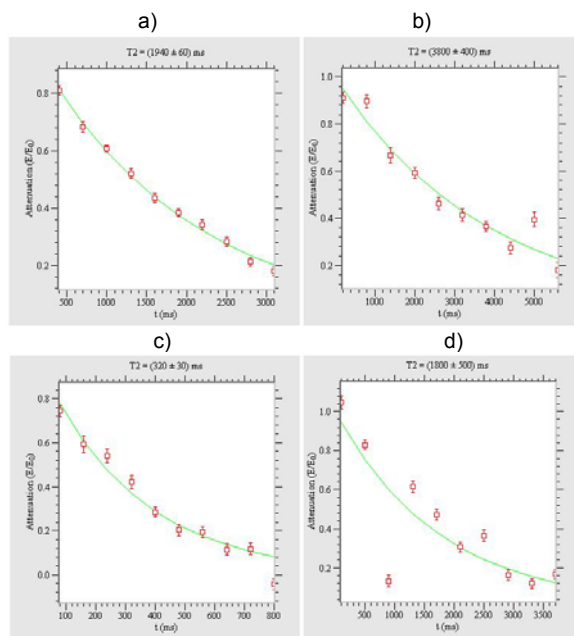 a)
T2 = (1940 ± 60) ms
Attenuation (E/E0)
0.8
0.6
0.4
0.2
500 1000 1500 2000 2500 3000
t (ms)
b)
T2 = (3800 ± 400) ms
Attenuation (E/E0)
1.0
0.8
0.6
0.4
0.2
1000 2000 3000 4000 5000
t (ms)
c)
T2 = (320 ± 30) ms
Attenuation (E/E0)
0.8
0.6
0.4
0.2
0.0
100 200 300 400 500 600 700 800
t (ms)
d)
T2 = (1800 ± 500) ms
Attenuation (E/E0)
1.0
0.8
0.6
0.4
0.2
500 1000 1500 2000 2500 3000 3500
t (ms)